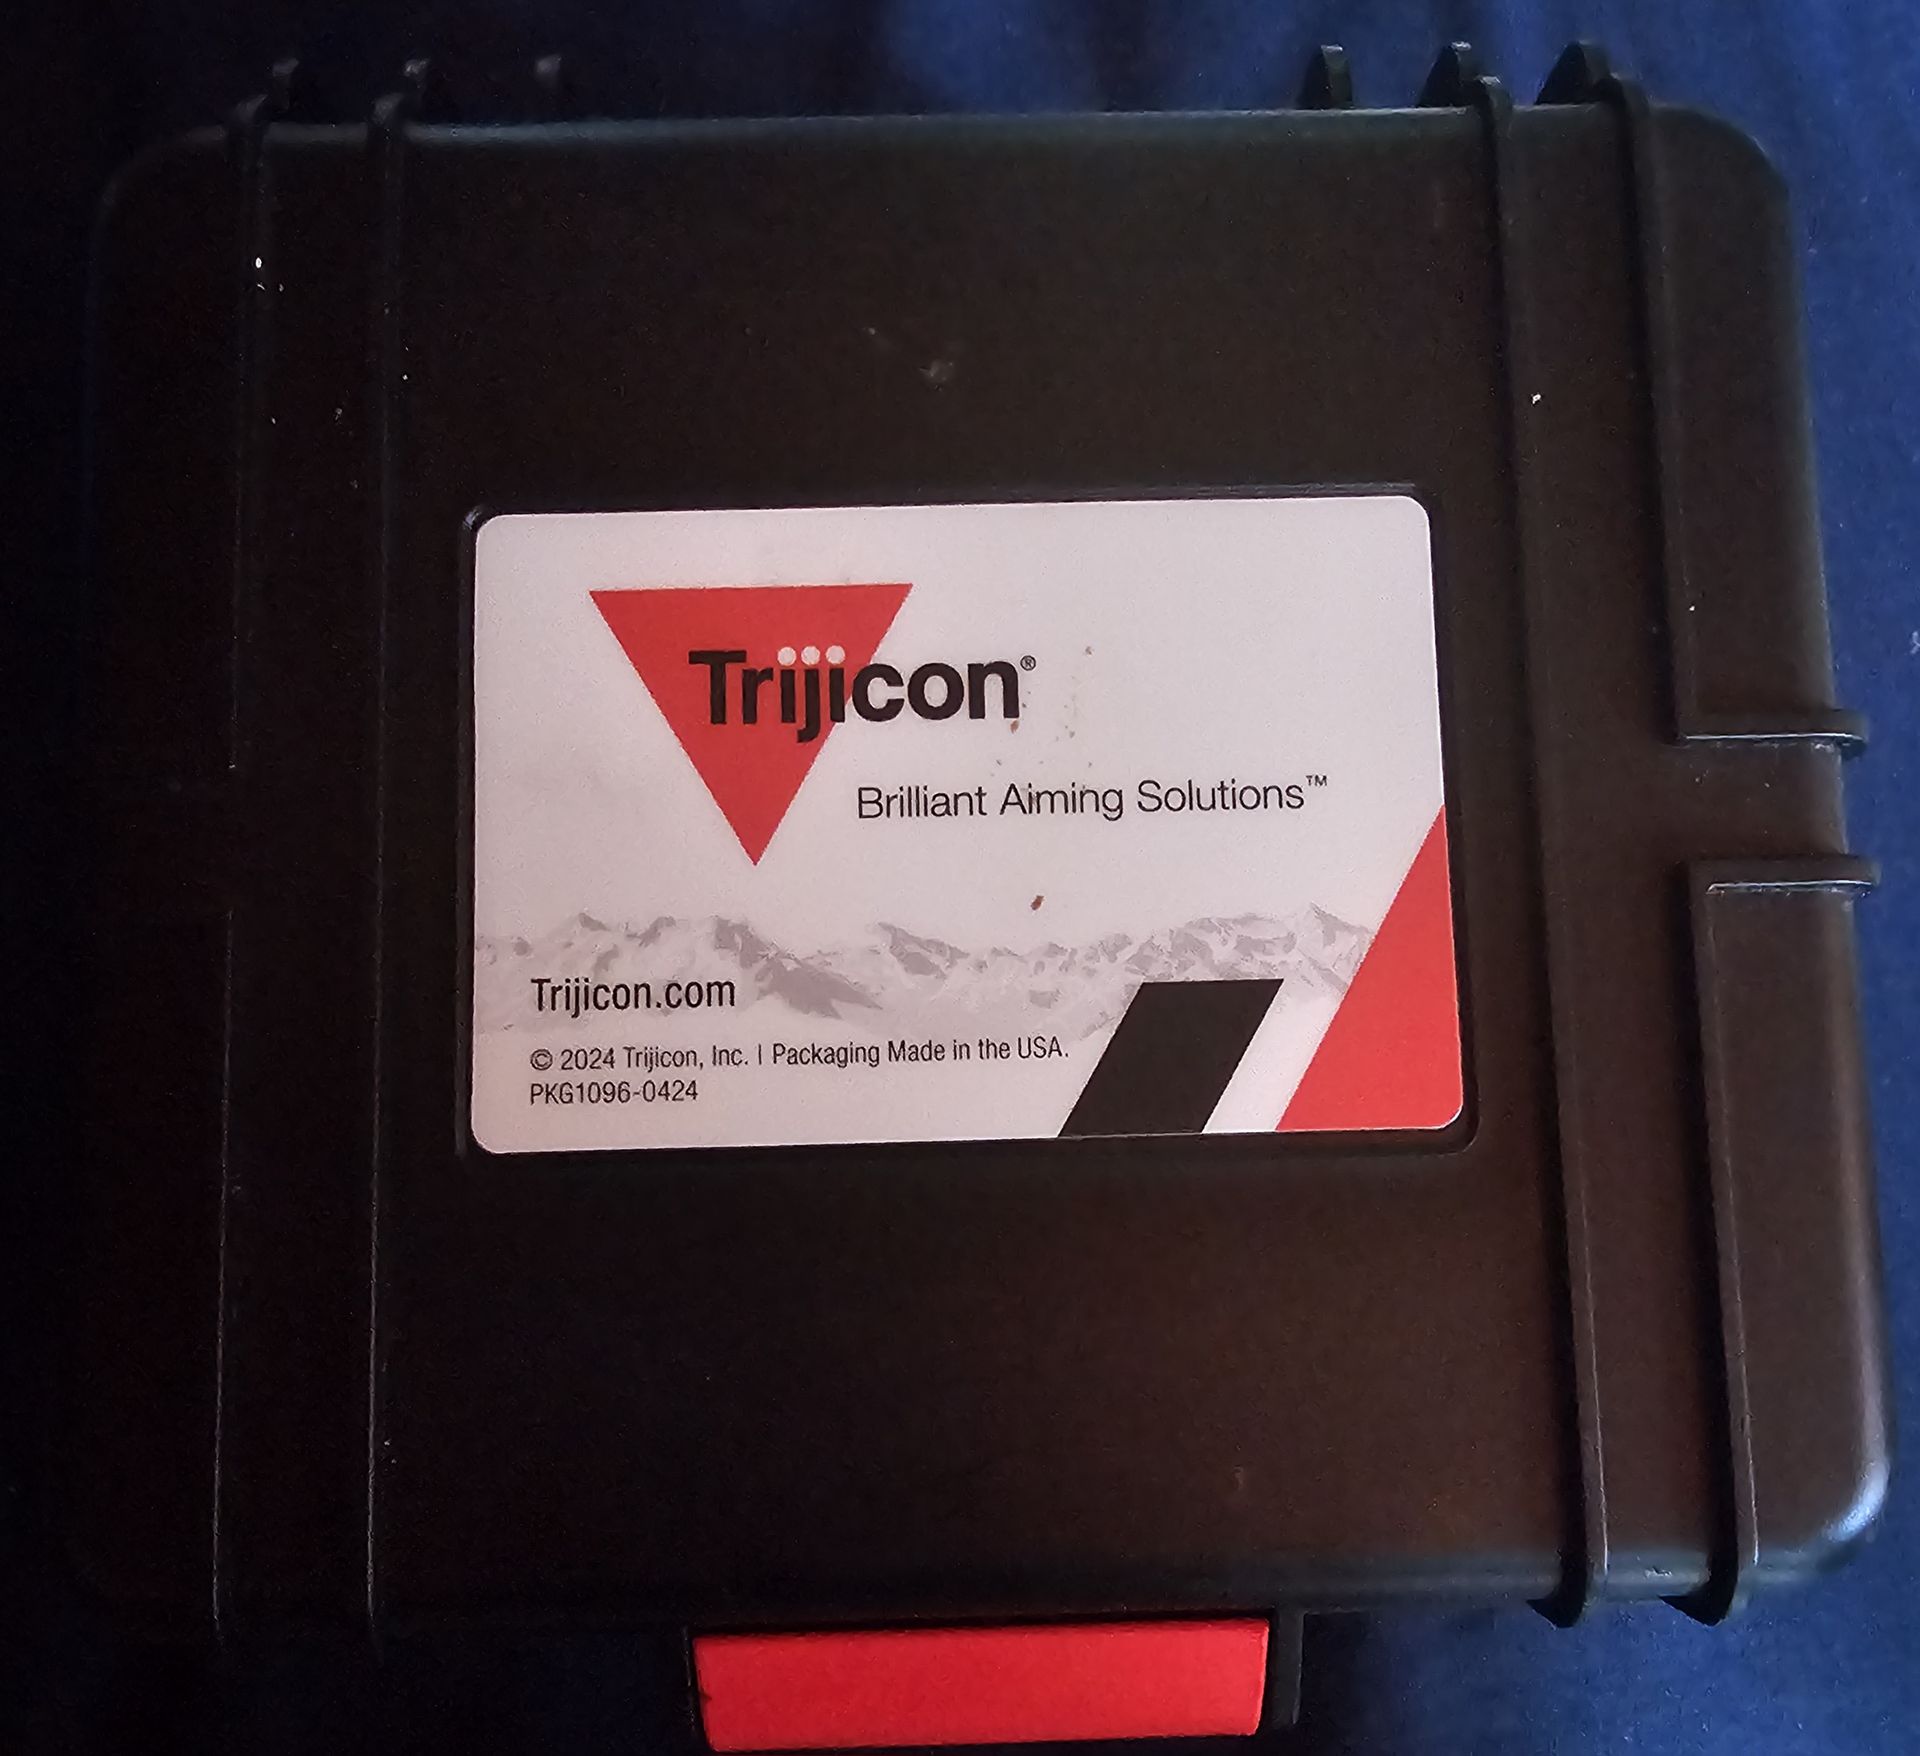 Trijicon®
Brilliant Aiming Solutions™
Trijicon.com
© 2024 Trijicon, Inc. | Packaging Made in the USA.
PKG1096-0424